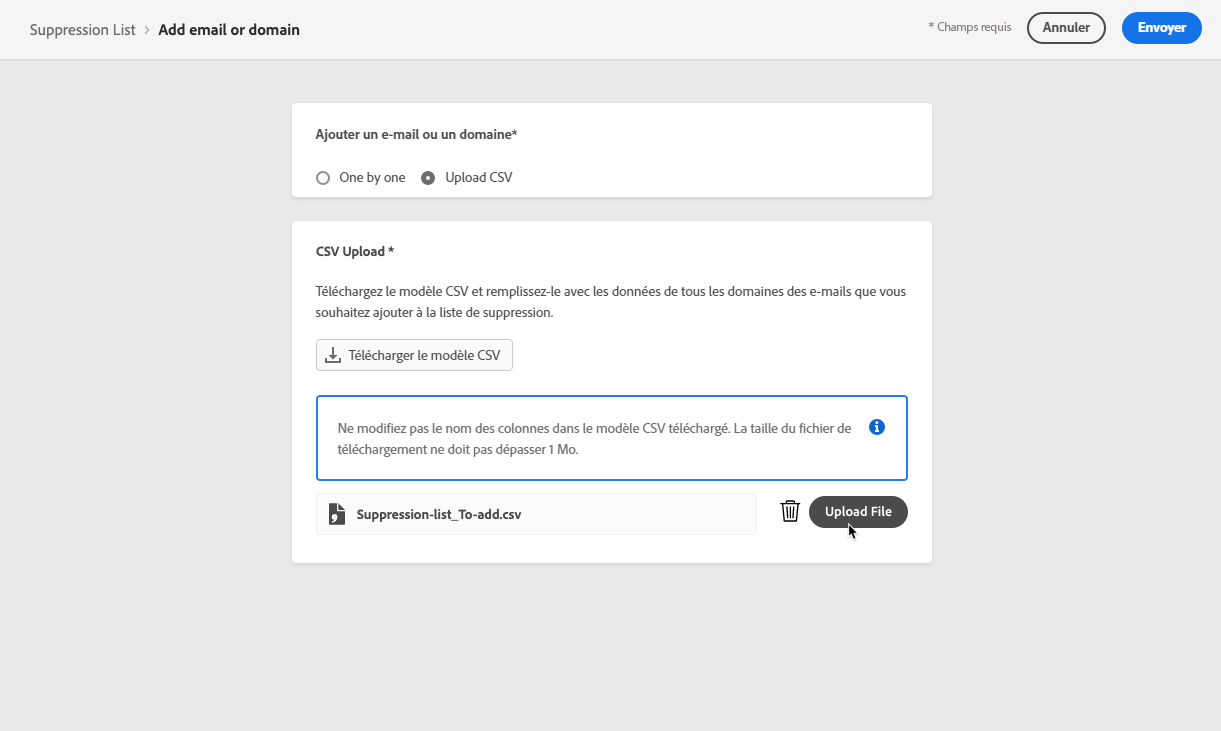 Suppression List > Add email or domain
* Champs requis
Annuler
Envoyer
Ajouter un e-mail ou un domaine*
One by one
Upload CSV
CSV Upload *
Téléchargez le modèle CSV et remplissez-le avec les données de tous les domaines des e-mails que vous
souhaitez ajouter à la liste de suppression.
Télécharger le modèle CSV
Ne modifiez pas le nom des colonnes dans le modèle CSV téléchargé. La taille du fichier de
téléchargement ne doit pas dépasser 1 Mo.
Suppression-list_To-add.csv
Upload File